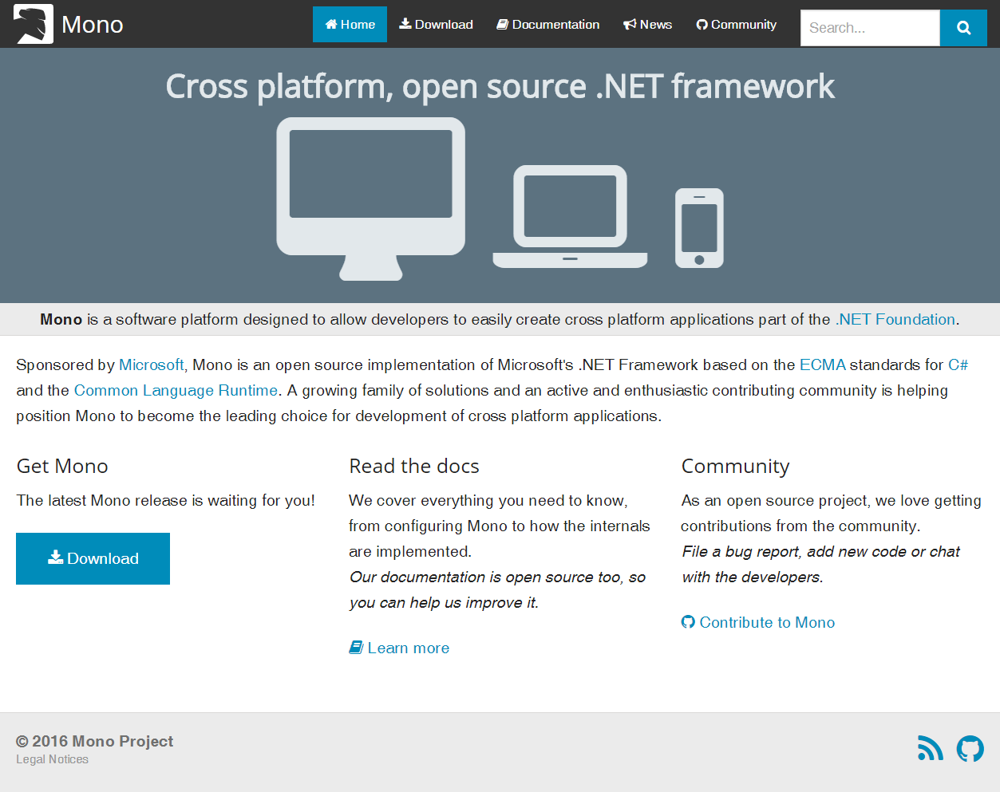 Mono
Home Download Documentation News Community Search...
Cross platform, open source .NET framework
Mono is a software platform designed to allow developers to easily create cross platform applications part of the .NET Foundation.
Sponsored by Microsoft, Mono is an open source implementation of Microsoft's .NET Framework based on the ECMA standards for C#
and the Common Language Runtime. A growing family of solutions and an active and enthusiastic contributing community is helping
position Mono to become the leading choice for development of cross platform applications.
Get Mono
The latest Mono release is waiting for you!
Download
Read the docs
We cover everything you need to know,
from configuring Mono to how the internals
are implemented.
Our documentation is open source too, so
you can help us improve it.
Learn more
Community
As an open source project, we love getting
contributions from the community.
File a bug report, add new code or chat
with the developers.
Contribute to Mono
© 2016 Mono Project
Legal Notices